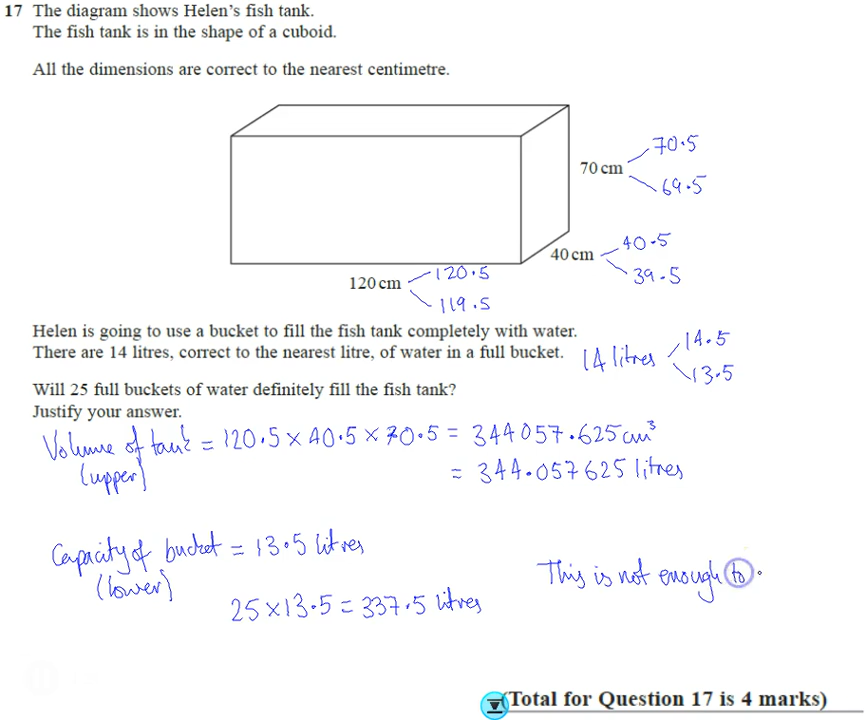 17 The diagram shows Helen's fish tank.
The fish tank is in the shape of a cuboid.
All the dimensions are correct to the nearest centimetre.
70.5
70 cm
69.5
40.5
40 cm
39.5
120.5
120 cm
119.5
Helen is going to use a bucket to fill the fish tank completely with water.
There are 14 litres, correct to the nearest litre, of water in a full bucket.
14 litres
14.5
13.5
Will 25 full buckets of water definitely fill the fish tank?
Justify your answer.
Volume of tank = 120.5 × 40.5 × 70.5 = 344057.625 cm³
(upper)
= 344.057625 litres
Capacity of bucket = 13.5 litres
(lower)
25 × 13.5 = 337.5 litres
This is not enough to
(Total for Question 17 is 4 marks)